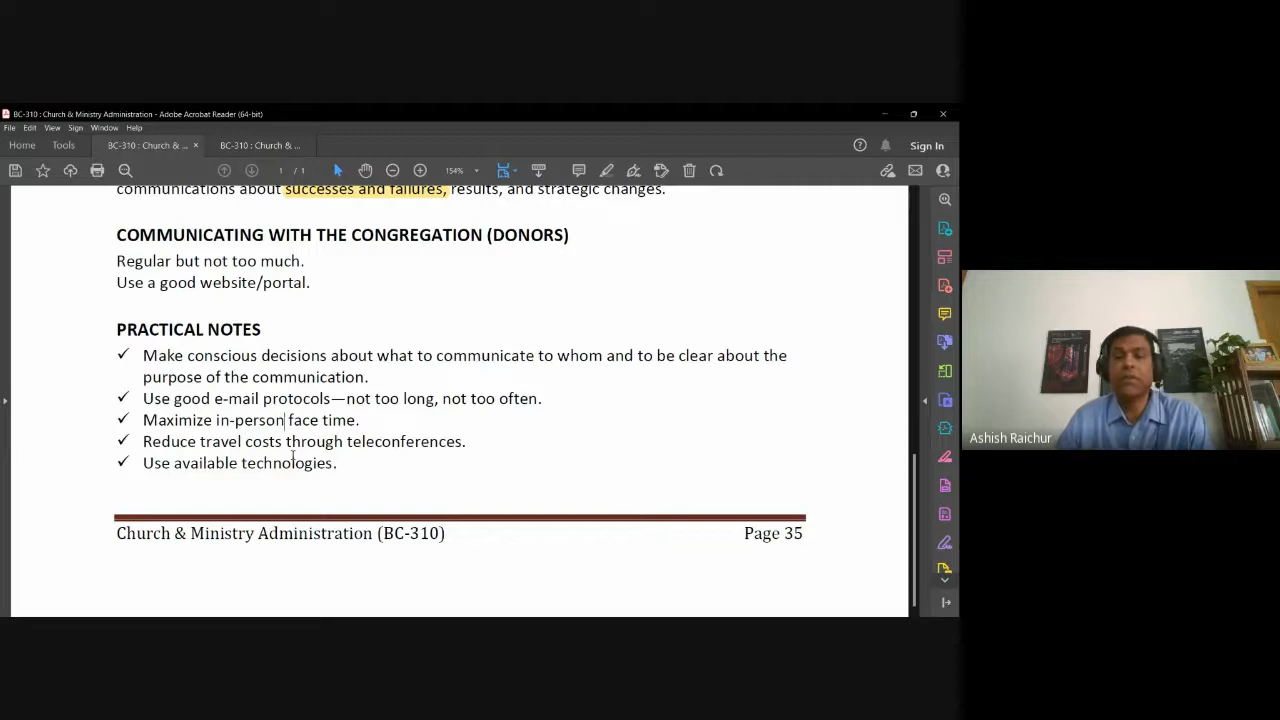 BC-310 : Church & Ministry Administration - Adobe Acrobat Reader (64-bit)
File Edit View Sign Window Help
Home Tools BC-310 : Church & ... × BC-310 : Church & ... Sign In
1 / 1 154%
communications about successes and failures, results, and strategic changes.
COMMUNICATING WITH THE CONGREGATION (DONORS)
Regular but not too much.
Use a good website/portal.
PRACTICAL NOTES
✓ Make conscious decisions about what to communicate to whom and to be clear about the
purpose of the communication.
✓ Use good e-mail protocols—not too long, not too often.
✓ Maximize in-person face time.
✓ Reduce travel costs through teleconferences.
✓ Use available technologies.
Church & Ministry Administration (BC-310) Page 35
Ashish Raichur